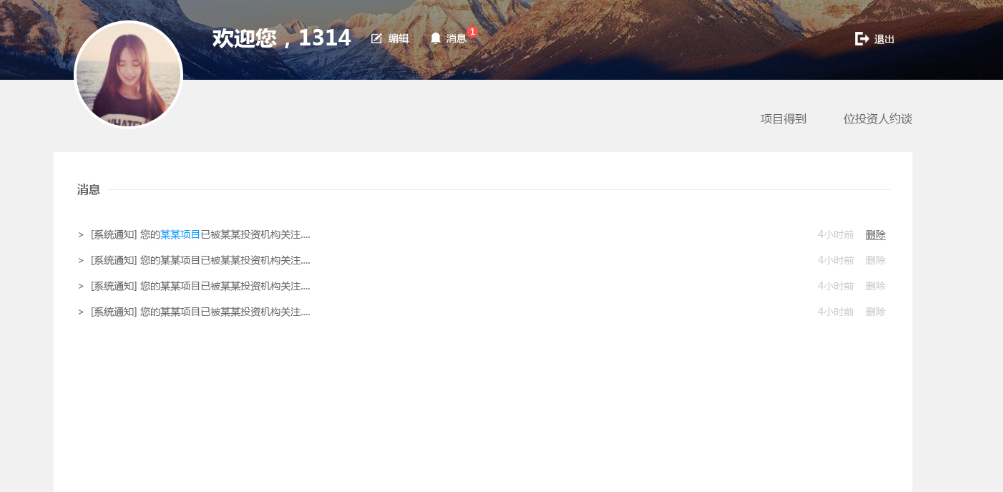 欢迎您，1314 编辑 消息 1 退出
项目得到 位投资人约谈
消息
> [系统通知] 您的某某项目已被某某投资机构关注.... 4小时前 删除
> [系统通知] 您的某某项目已被某某投资机构关注.... 4小时前 删除
> [系统通知] 您的某某项目已被某某投资机构关注.... 4小时前 删除
> [系统通知] 您的某某项目已被某某投资机构关注.... 4小时前 删除